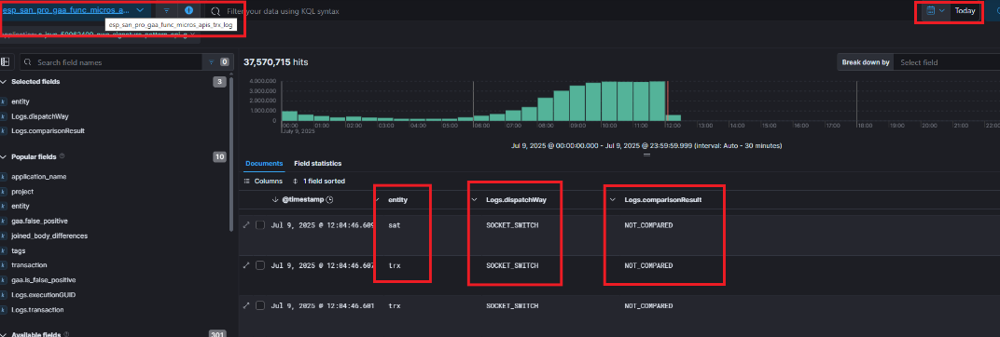 esp_san_pro_gaa_func_micros_a...
Filter your data using KQL syntax
Today
esp_san_pro_gaa_func_micros_apis_trx_log
Search field names
0
37,570,715 hits
Break down by
Select field
Selected fields
3
entity
Logs.dispatchWay
Logs.comparisonResult
4.000.000
3.000.000
2.000.000
1.000.000
0
00:00 01:00 02:00 03:00 04:00 05:00 06:00 07:00 08:00 09:00 10:00 11:00 12:00 13:00 14:00 15:00 16:00 17:00 18:00 19:00 20:00 21:00 22:00
July 9, 2025
Jul 9, 2025 @ 00:00:00.000 - Jul 9, 2025 @ 23:59:59.999 (interval: Auto - 30 minutes)
Popular fields
10
application_name
project
entity
gaa.false_positive
joined_body_differences
tags
transaction
gaa.is_false_positive
Logs.executionGUID
Logs.transaction
Available fields
301
Documents Field statistics
Columns 1 field sorted
@timestamp entity Logs.dispatchWay Logs.comparisonResult
Jul 9, 2025 @ 12:04:46.609 sat SOCKET_SWITCH NOT_COMPARED
Jul 9, 2025 @ 12:04:46.607 trx SOCKET_SWITCH NOT_COMPARED
Jul 9, 2025 @ 12:04:46.601 trx SOCKET_SWITCH NOT_COMPARED